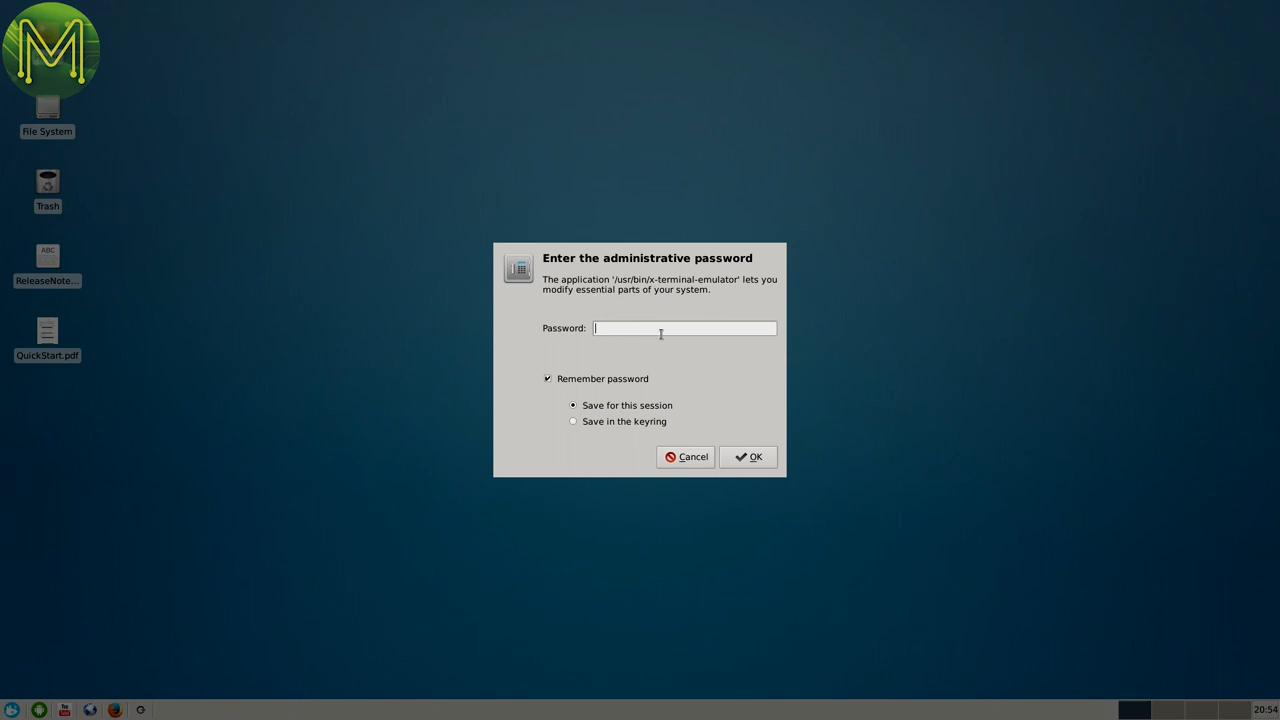 M
File System
Trash
ABC
ReleaseNote...
QuickStart.pdf
Enter the administrative password
The application '/usr/bin/x-terminal-emulator' lets you
modify essential parts of your system.
Password:
Remember password
Save for this session
Save in the keyring
Cancel
OK
You
20:54